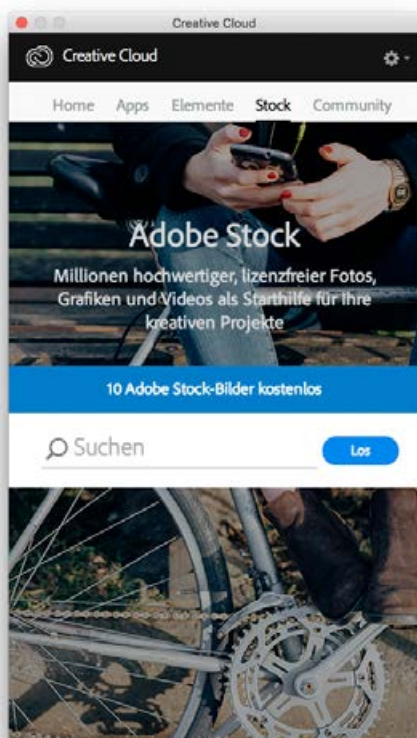 Creative Cloud
Creative Cloud
Home Apps Elemente Stock Community
Adobe Stock
Millionen hochwertiger, lizenzfreier Fotos,
Grafiken und Videos als Starthilfe für Ihre
kreativen Projekte
10 Adobe Stock-Bilder kostenlos
Suchen Los